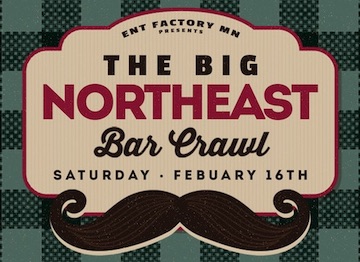 ENT FACTORY MN
PRESENTS
THE BIG
NORTHEAST
Bar Crawl
SATURDAY · FEBUARY 16TH